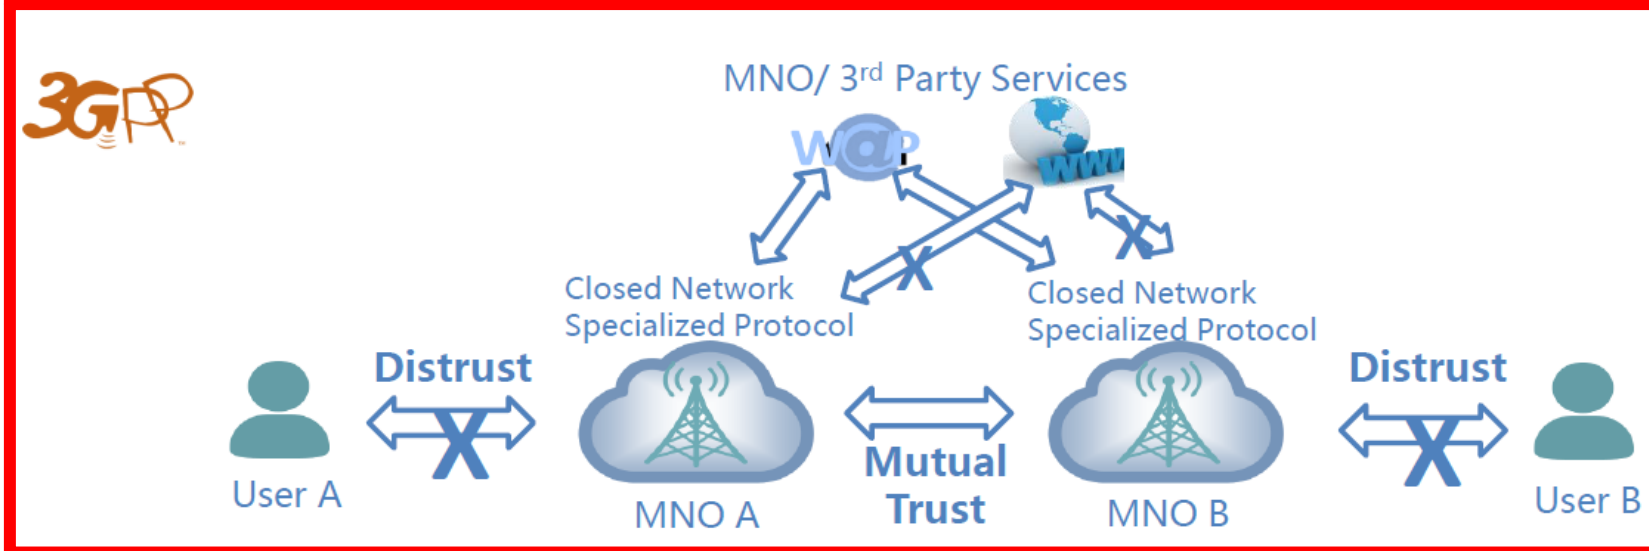 3GPP
MNO/ 3rd Party Services
W@P
WWW
Closed Network
Specialized Protocol
Closed Network
Specialized Protocol
Distrust
X
X
Distrust
X
X
Mutual
Trust
User A
MNO A
MNO B
User B